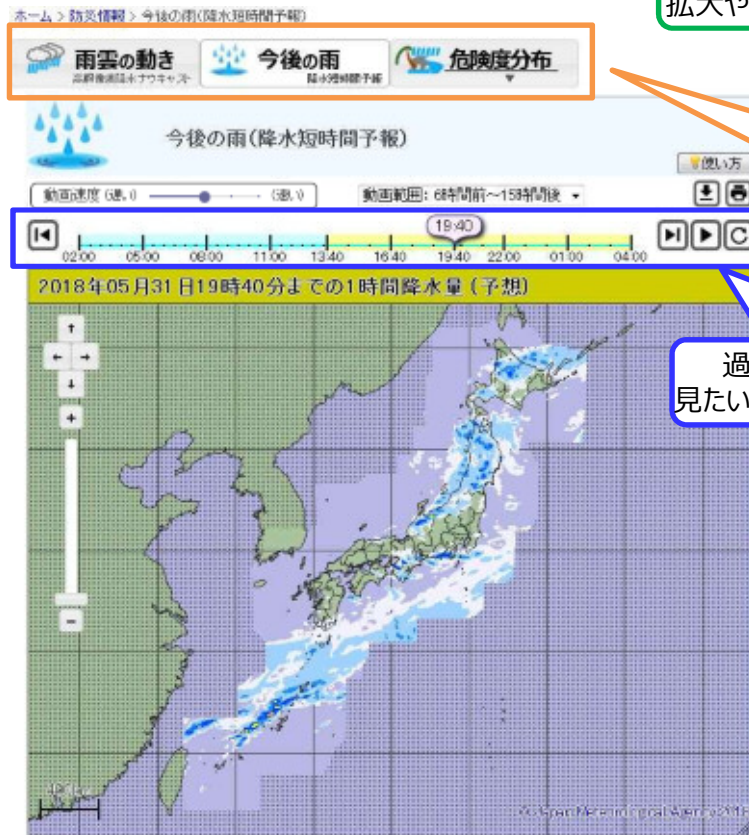 ホーム > 防災情報 > 今後の雨(降水短時間予報)
拡大や
雨雲の動き
高解像度降水ナウキャスト
今後の雨
降水短時間予報
危険度分布
今後の雨(降水短時間予報)
使い方
動画速度 (遅い) (速い) 動画範囲: 6時間前~15時間後
19:40
02:00 05:00 08:00 11:00 13:40 16:40 19:40 22:00 01:00 04:00
2018年05月31日19時40分までの1時間降水量 (予想)
過
見たい